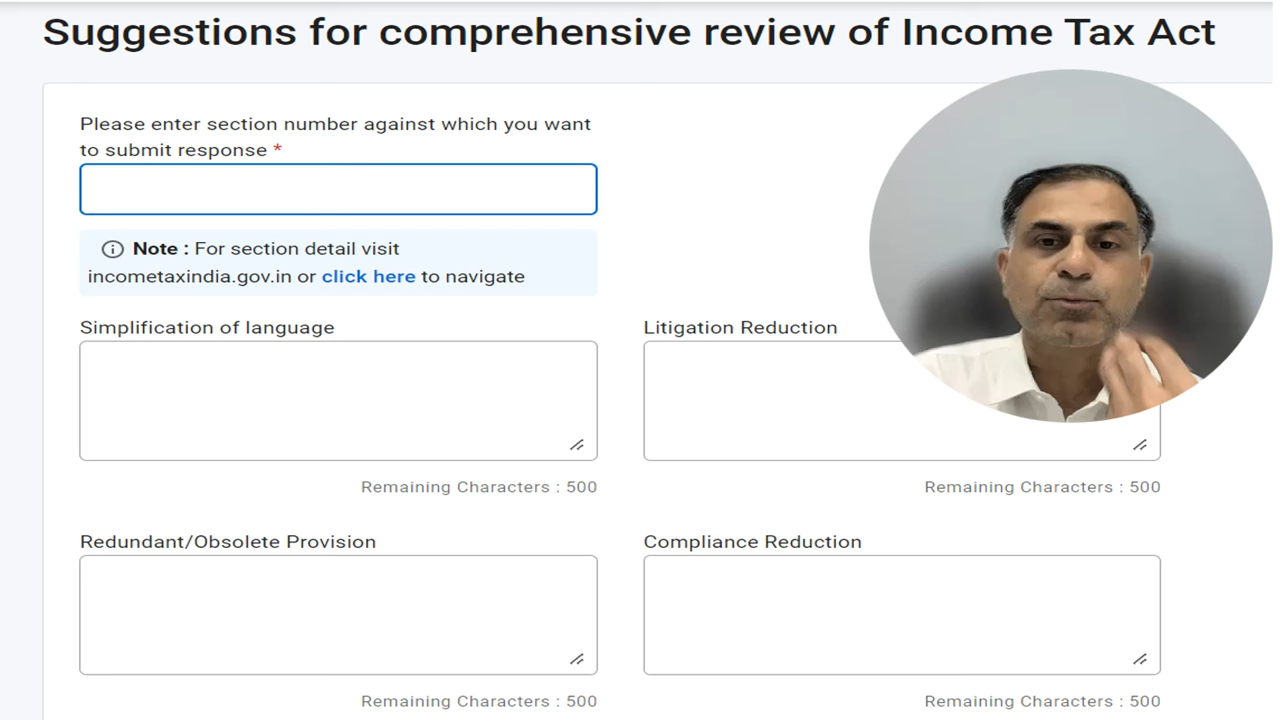 Suggestions for comprehensive review of Income Tax Act
Please enter section number against which you want
to submit response *
Note : For section detail visit
incometaxindia.gov.in or click here to navigate
Simplification of language
Litigation Reduction
Remaining Characters : 500
Remaining Characters : 500
Redundant/Obsolete Provision
Compliance Reduction
Remaining Characters : 500
Remaining Characters : 500